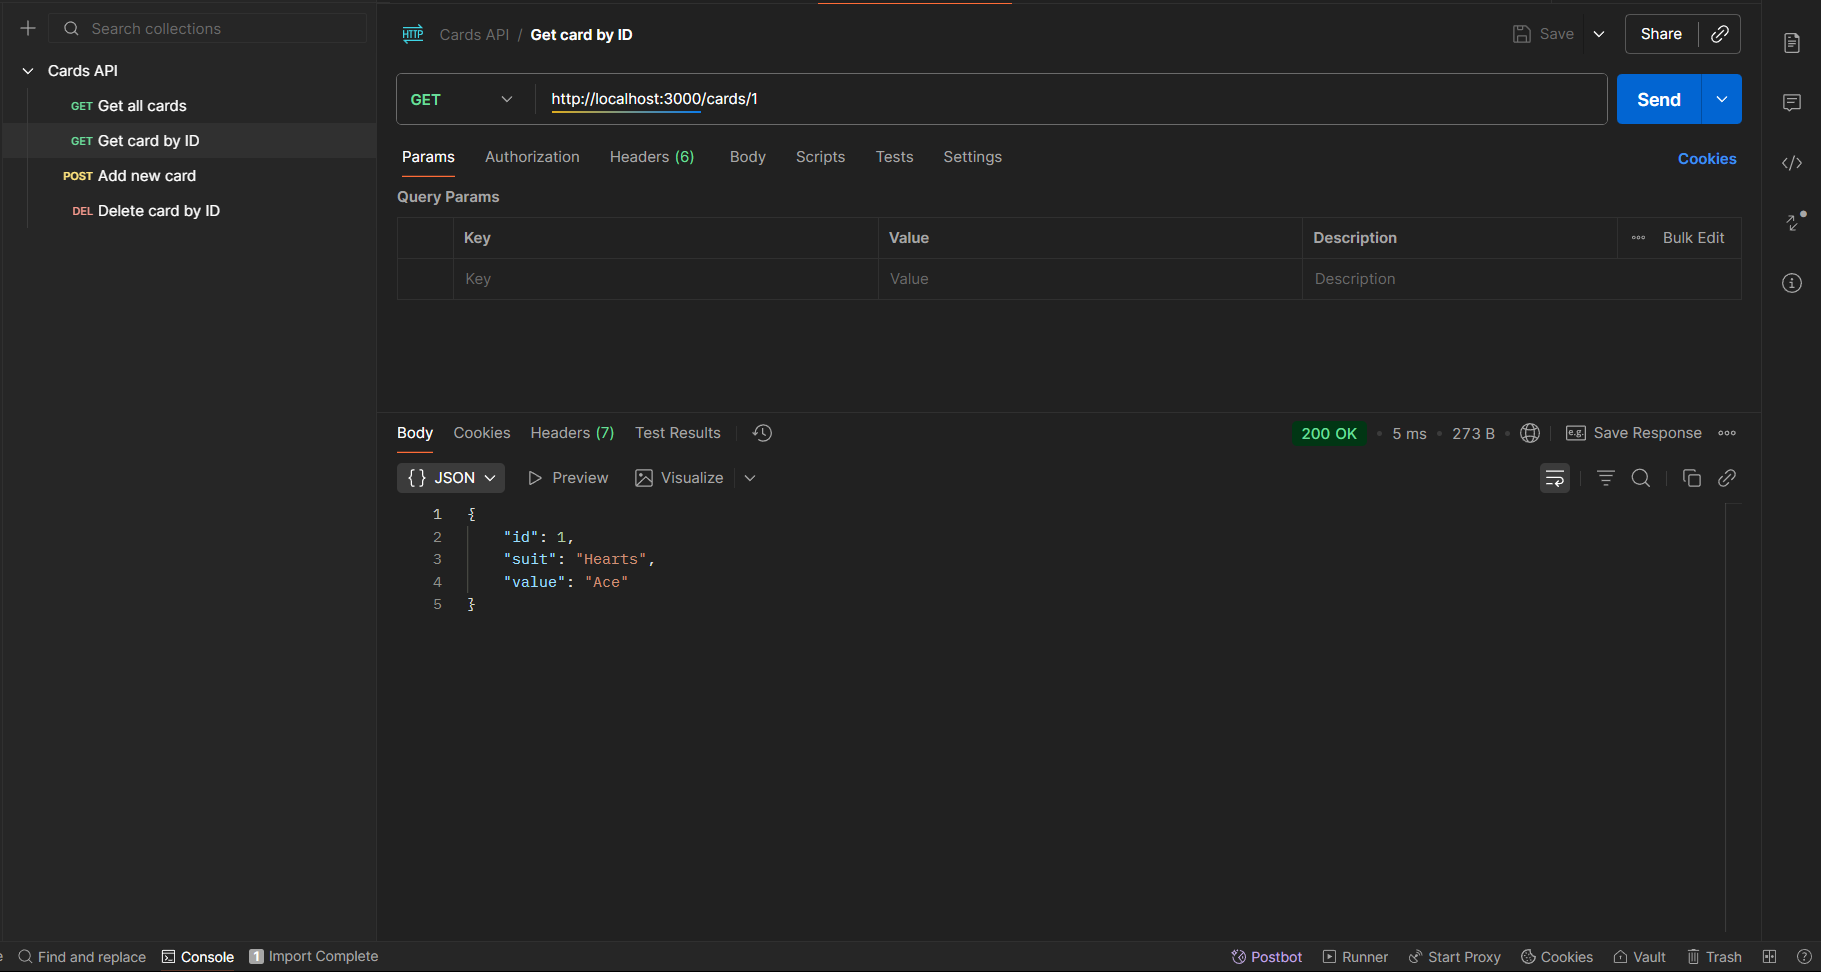 Search collections
Cards API
GET Get all cards
GET Get card by ID
POST Add new card
DEL Delete card by ID
HTTP Cards API / Get card by ID
Save
Share
GET http://localhost:3000/cards/1
Send
Params Authorization Headers (6) Body Scripts Tests Settings
Cookies
Query Params
Key Value Description ••• Bulk Edit
Key Value Description
Body Cookies Headers (7) Test Results
200 OK • 5 ms • 273 B • e.g. Save Response •••
{} JSON Preview Visualize
1 {
2 "id": 1,
3 "suit": "Hearts",
4 "value": "Ace"
5 }
Find and replace Console 1 Import Complete
Postbot Runner Start Proxy Cookies Vault Trash